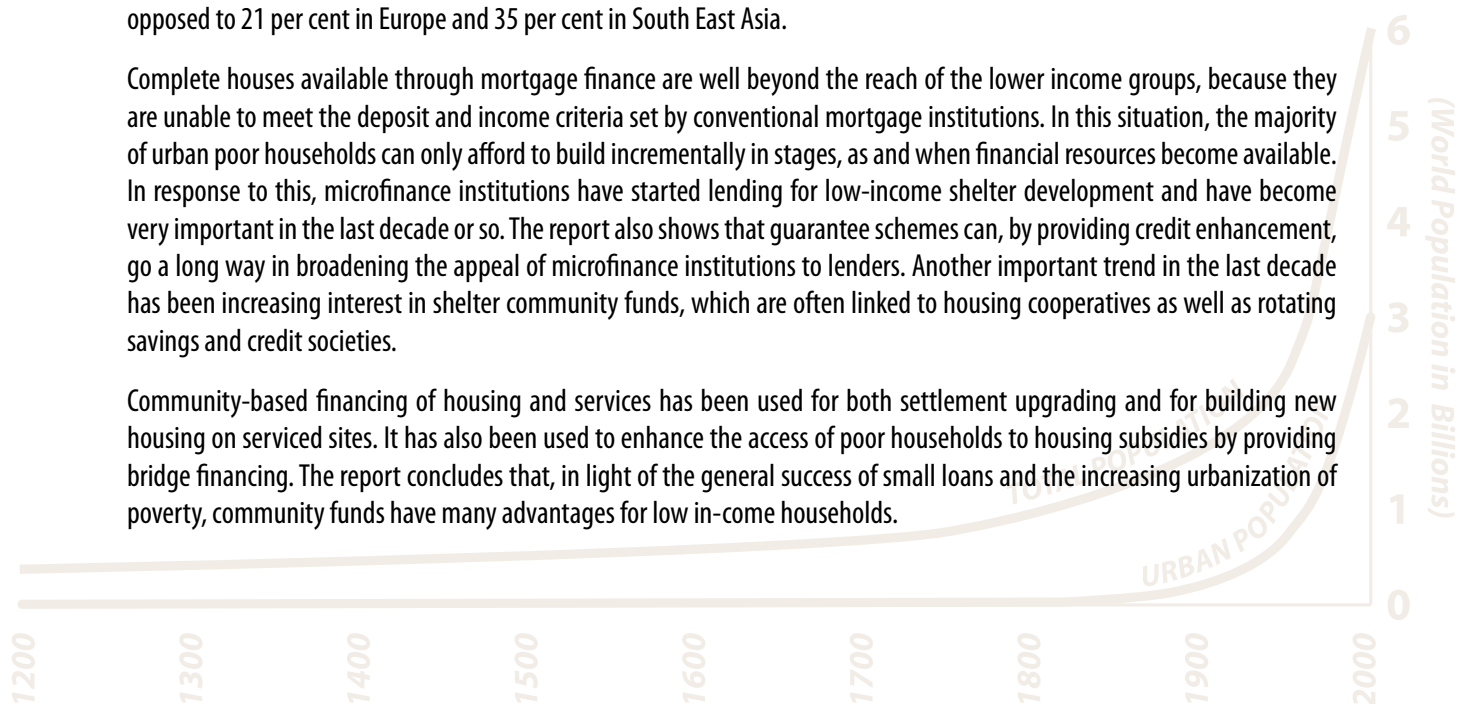 opposed to 21 per cent in Europe and 35 per cent in South East Asia.
Complete houses available through mortgage finance are well beyond the reach of the lower income groups, because they
are unable to meet the deposit and income criteria set by conventional mortgage institutions. In this situation, the majority
of urban poor households can only afford to build incrementally in stages, as and when financial resources become available.
In response to this, microfinance institutions have started lending for low-income shelter development and have become
very important in the last decade or so. The report also shows that guarantee schemes can, by providing credit enhancement,
go a long way in broadening the appeal of microfinance institutions to lenders. Another important trend in the last decade
has been increasing interest in shelter community funds, which are often linked to housing cooperatives as well as rotating
savings and credit societies.
Community-based financing of housing and services has been used for both settlement upgrading and for building new
housing on serviced sites. It has also been used to enhance the access of poor households to housing subsidies by providing
bridge financing. The report concludes that, in light of the general success of small loans and the increasing urbanization of
poverty, community funds have many advantages for low in-come households.
6
5
4
3
2
1
0
(World Population in Billions)
TOTAL POPULATION
URBAN POPULATION
1200
1300
1400
1500
1600
1700
1800
1900
2000